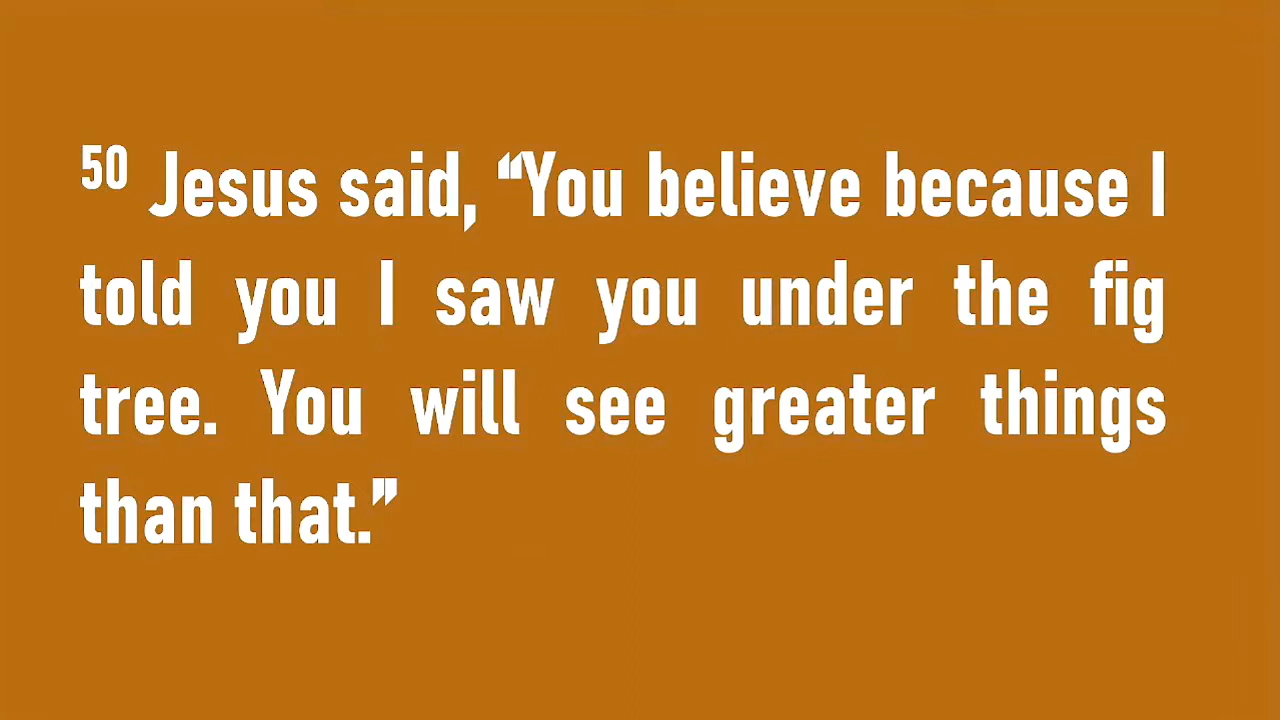 50 Jesus said, “You believe because I
told you I saw you under the fig
tree. You will see greater things
than that.”